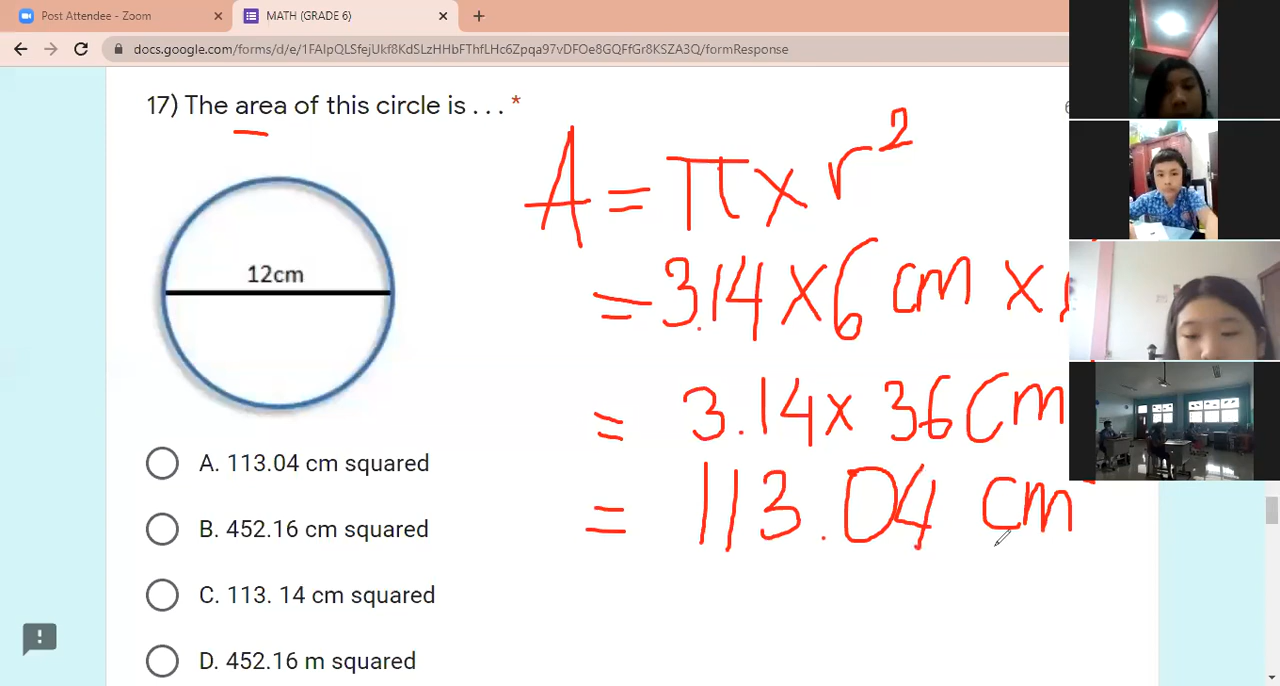 Post Attendee - Zoom
MATH (GRADE 6)
docs.google.com/forms/d/e/1FAIpQLSfejUkf8KdSLzHHbFThfLHc6Zpqa97vDFOe8GQFfGr8KSZA3Q/formResponse
17) The area of this circle is . . . *
A = π x r²
12cm
= 3.14 x 6 cm x
= 3.14 x 36 cm
= 113.04 cm
A. 113.04 cm squared
B. 452.16 cm squared
C. 113. 14 cm squared
D. 452.16 m squared